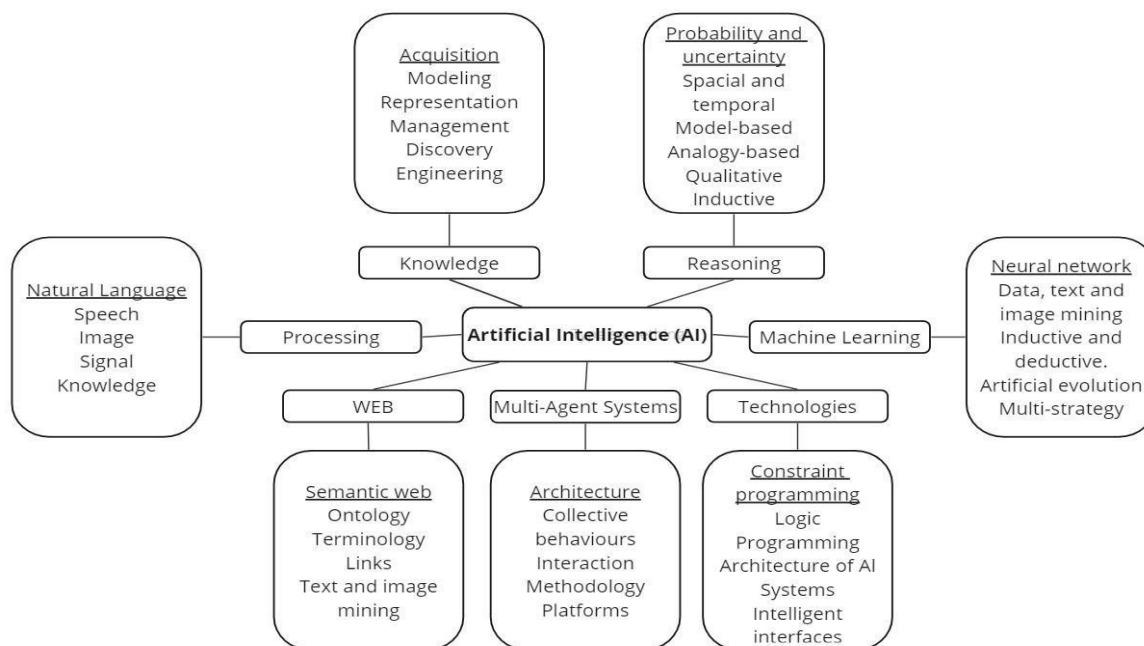 Acquisition
Modeling
Representation
Management
Discovery
Engineering
Probability and
uncertainty
Spacial and
temporal
Model-based
Analogy-based
Qualitative
Inductive
Knowledge
Reasoning
Natural Language
Speech
Image
Signal
Knowledge
Processing
Artificial Intelligence (AI)
Machine Learning
Neural network
Data, text and
image mining
Inductive and
deductive.
Artificial evolution
Multi-strategy
WEB
Multi-Agent Systems
Technologies
Semantic web
Ontology
Terminology
Links
Text and image
mining
Architecture
Collective
behaviours
Interaction
Methodology
Platforms
Constraint
programming
Logic
Programming
Architecture of AI
Systems
Intelligent
interfaces